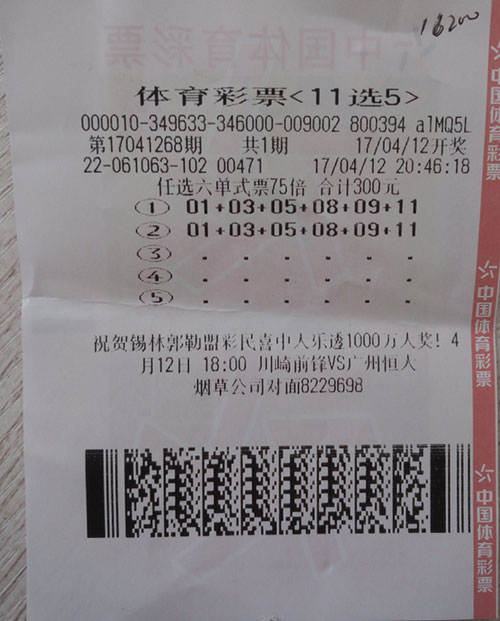 16200
体育彩票<11选5>
000010-349633-346000-009002 800394 a1MQ5L
第17041268期 共1期 17/04/12开奖
22-061063-102 00471 17/04/12 20:46:18
任选六单式票75倍 合计300元
① 01+03+05+08+09+11
② 01+03+05+08+09+11
③ . . . . . .
④ . . . . . .
⑤ . . . . . .
祝贺锡林郭勒盟彩民喜中大乐透1000万大奖! 4
月12日 18:00 川崎前锋VS广州恒大
烟草公司对面8229698
中国体育彩票
中国体育彩票
中国体育彩票
中国体育彩票